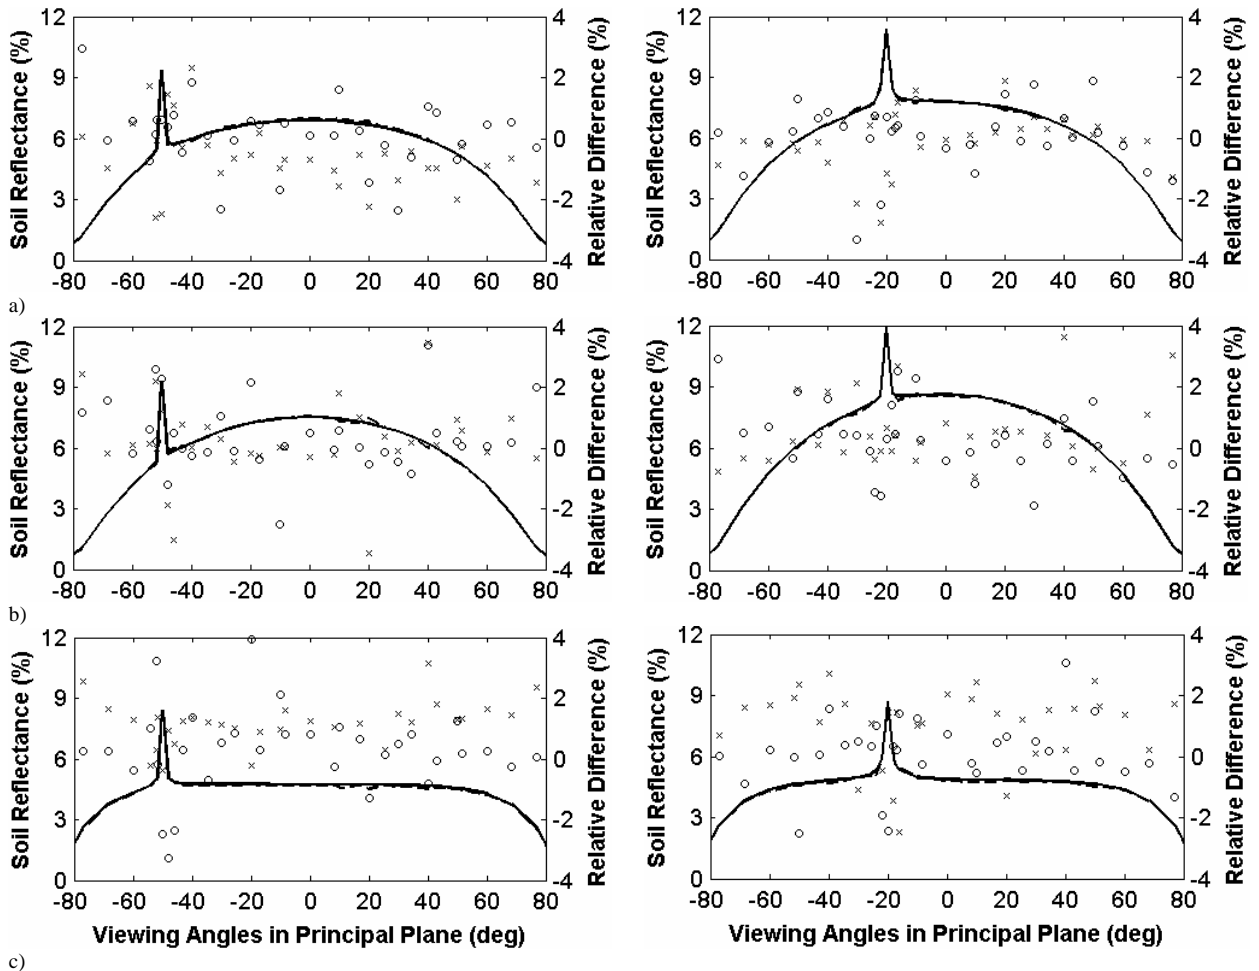 12 9 6 3 0
Soil Reflectance (%)
4 2 0 -2 -4
Relative Difference (%)
-80 -60 -40 -20 0 20 40 60 80
12 9 6 3 0
Soil Reflectance (%)
4 2 0 -2 -4
Relative Difference (%)
-80 -60 -40 -20 0 20 40 60 80
a)
12 9 6 3 0
Soil Reflectance (%)
4 2 0 -2 -4
Relative Difference (%)
-80 -60 -40 -20 0 20 40 60 80
12 9 6 3 0
Soil Reflectance (%)
4 2 0 -2 -4
Relative Difference (%)
-80 -60 -40 -20 0 20 40 60 80
b)
12 9 6 3 0
Soil Reflectance (%)
4 2 0 -2 -4
Relative Difference (%)
-80 -60 -40 -20 0 20 40 60 80
Viewing Angles in Principal Plane (deg)
12 9 6 3 0
Soil Reflectance (%)
4 2 0 -2 -4
Relative Difference (%)
-80 -60 -40 -20 0 20 40 60 80
Viewing Angles in Principal Plane (deg)
c)